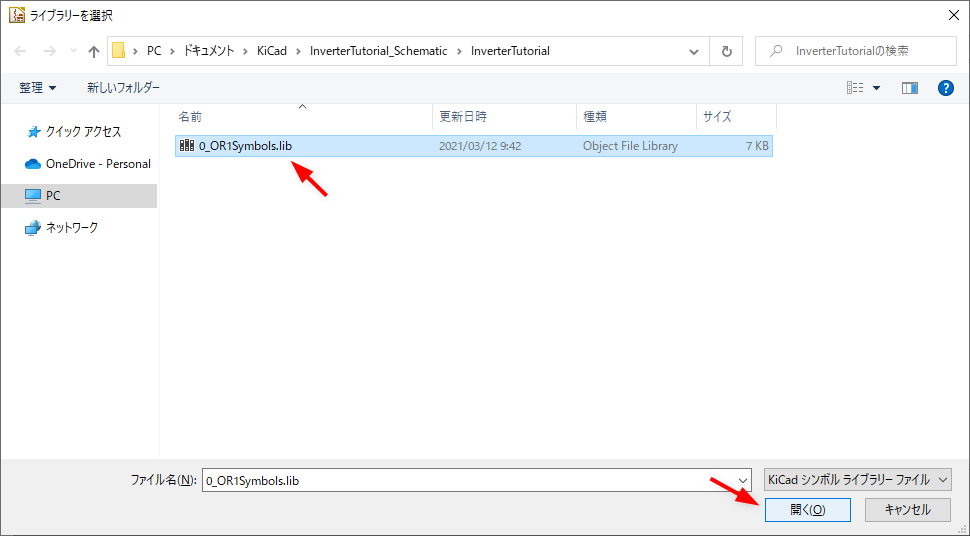 ライブラリーを選択
PC › ドキュメント › KiCad › InverterTutorial_Schematic › InverterTutorial
InverterTutorialの検索
整理 新しいフォルダー
名前 更新日時 種類 サイズ
クイック アクセス
OneDrive - Personal
PC
ネットワーク
0_OR1Symbols.lib 2021/03/12 9:42 Object File Library 7 KB
ファイル名(N): 0_OR1Symbols.lib KiCad シンボル ライブラリー ファイル
開く(O) キャンセル